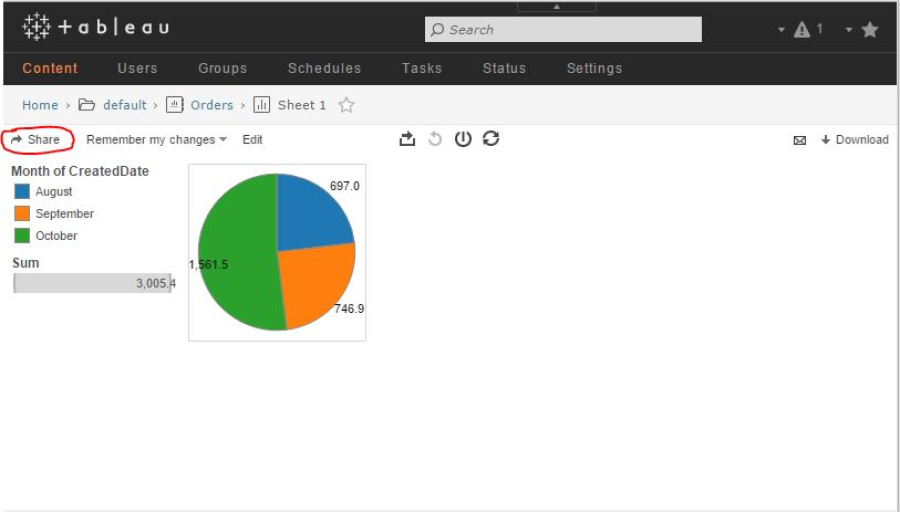 +ableau
Search
1
Content Users Groups Schedules Tasks Status Settings
Home › default › Orders › Sheet 1
Share Remember my changes Edit Download
Month of CreatedDate
August
September
October
Sum
3,005.4
697.0
1,561.5
746.9